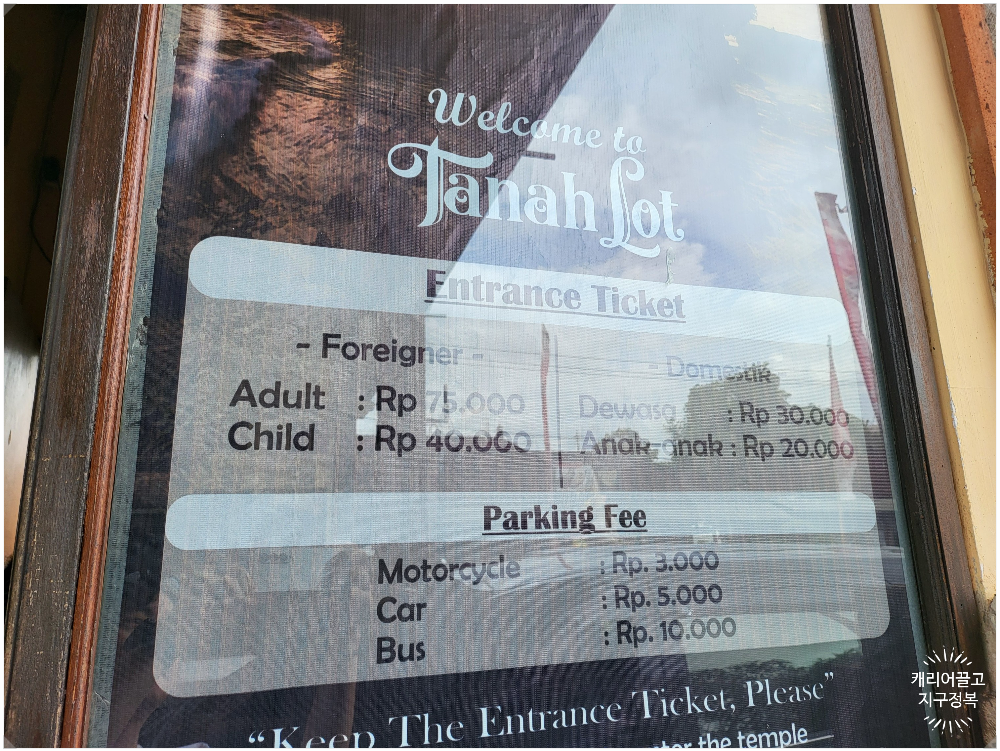 Welcome to
Tanah Lot
Entrance Ticket
- Foreigner -
- Domestik
Adult : Rp 75.000
Dewasa : Rp 30.000
Child : Rp 40.000
Anak-anak : Rp 20.000
Parking Fee
Motorcycle : Rp. 3.000
Car : Rp. 5.000
Bus : Rp. 10.000
“Keep The Entrance Ticket, Please”
the temple
캐리어끌고
지구정복